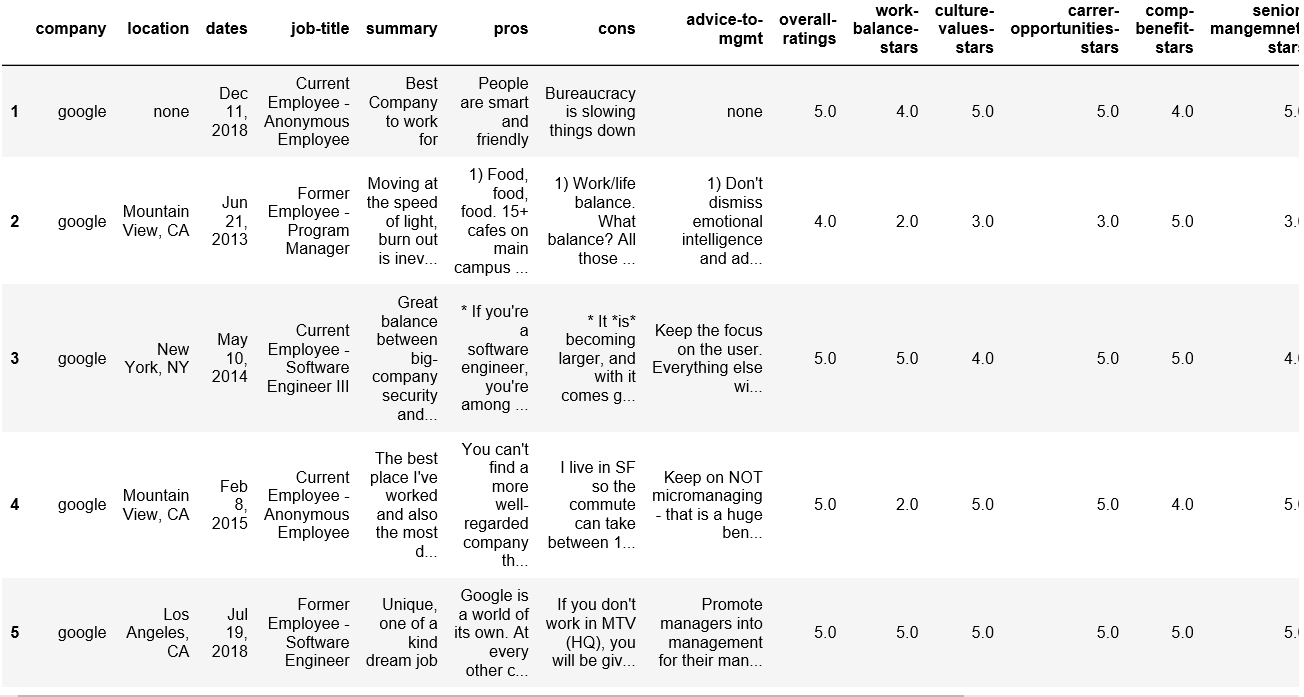 company location dates job-title summary pros cons advice-to-mgmt overall-ratings work-balance-stars culture-values-stars carrer-opportunities-stars comp-benefit-stars senior-mangemnet-stars
1 google none Dec 11, 2018 Current Employee - Anonymous Employee Best Company to work for People are smart and friendly Bureaucracy is slowing things down none 5.0 4.0 5.0 5.0 4.0 5.
2 google Mountain View, CA Jun 21, 2013 Former Employee - Program Manager Moving at the speed of light, burn out is inev... 1) Food, food, food. 15+ cafes on main campus ... 1) Work/life balance. What balance? All those ... 1) Don't dismiss emotional intelligence and ad... 4.0 2.0 3.0 3.0 5.0 3.
3 google New York, NY May 10, 2014 Current Employee - Software Engineer III Great balance between big-company security and... * If you're a software engineer, you're among ... * It *is* becoming larger, and with it comes g... Keep the focus on the user. Everything else wi... 5.0 5.0 4.0 5.0 5.0 4.
4 google Mountain View, CA Feb 8, 2015 Current Employee - Anonymous Employee The best place I've worked and also the most d... You can't find a more well-regarded company th... I live in SF so the commute can take between 1... Keep on NOT micromanaging - that is a huge ben... 5.0 2.0 5.0 5.0 4.0 5.
5 google Los Angeles, CA Jul 19, 2018 Former Employee - Software Engineer Unique, one of a kind dream job Google is a world of its own. At every other c... If you don't work in MTV (HQ), you will be giv... Promote managers into management for their man... 5.0 5.0 5.0 5.0 5.0 5.